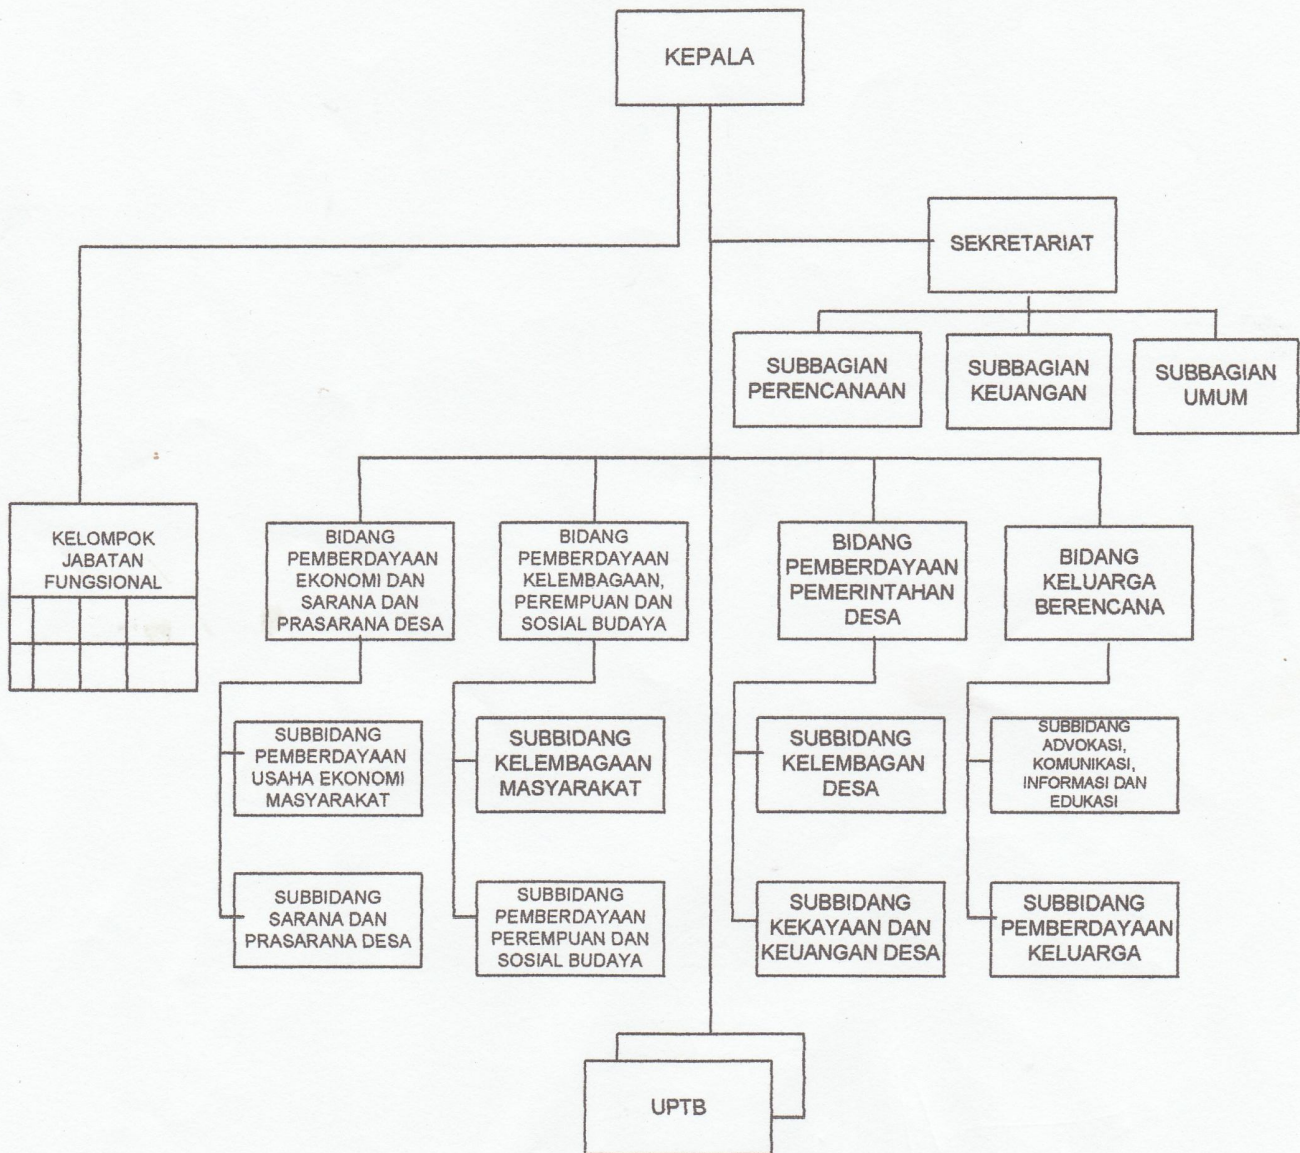 KEPALA
SEKRETARIAT
SUBBAGIAN
PERENCANAAN
SUBBAGIAN
KEUANGAN
SUBBAGIAN
UMUM
KELOMPOK
JABATAN
FUNGSIONAL
BIDANG
PEMBERDAYAAN
EKONOMI DAN
SARANA DAN
PRASARANA DESA
BIDANG
PEMBERDAYAAN
KELEMBAGAAN,
PEREMPUAN DAN
SOSIAL BUDAYA
BIDANG
PEMBERDAYAAN
PEMERINTAHAN
DESA
BIDANG
KELUARGA
BERENCANA
SUBBIDANG
PEMBERDAYAAN
USAHA EKONOMI
MASYARAKAT
SUBBIDANG
KELEMBAGAAN
MASYARAKAT
SUBBIDANG
KELEMBAGAN
DESA
SUBBIDANG
ADVOKASI,
KOMUNIKASI,
INFORMASI DAN
EDUKASI
SUBBIDANG
SARANA DAN
PRASARANA DESA
SUBBIDANG
PEMBERDAYAAN
PEREMPUAN DAN
SOSIAL BUDAYA
SUBBIDANG
KEKAYAAN DAN
KEUANGAN DESA
SUBBIDANG
PEMBERDAYAAN
KELUARGA
UPTB